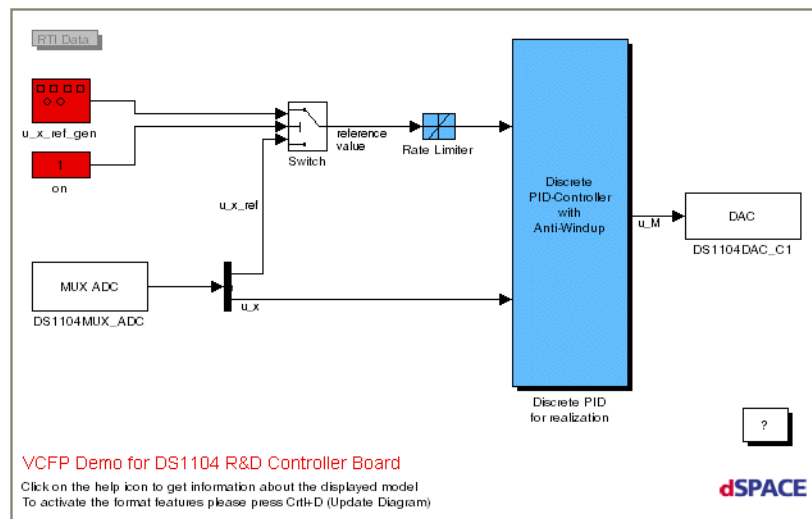 RTI Data
u_x_ref_gen
1
on
Switch
reference
value
Rate Limiter
u_x_ref
MUX ADC
DS1104MUX_ADC
u_x
Discrete
PID-Controller
with
Anti-Windup
u_M
DAC
DS1104DAC_C1
Discrete PID
for realization
?
VCFP Demo for DS1104 R&D Controller Board
Click on the help icon to get information about the displayed model
To activate the format features please press Crtl+D (Update Diagram)
dSPACE